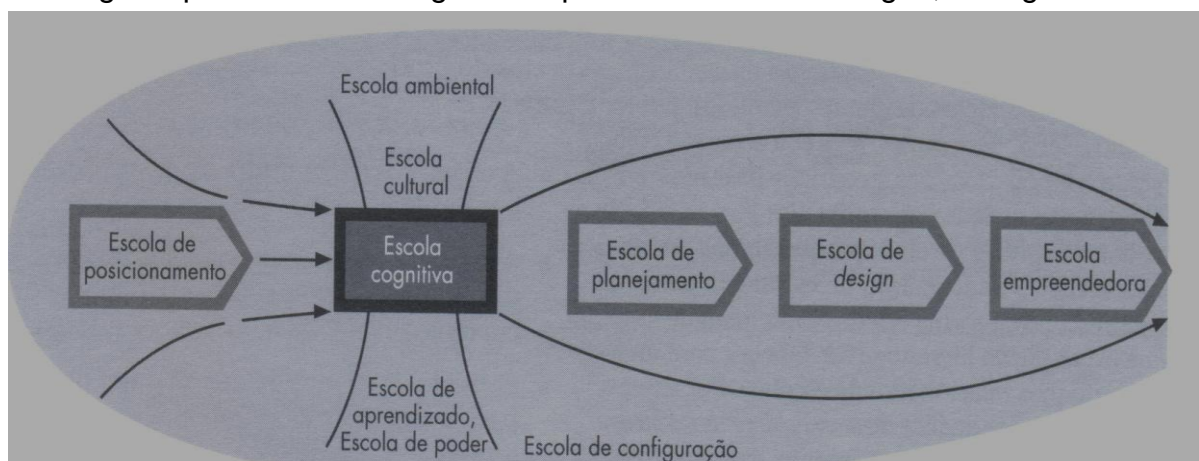 Escola ambiental
Escola
cultural
Escola de
posicionamento
Escola
cognitiva
Escola de
planejamento
Escola de
design
Escola
empreendedora
Escola de
aprendizado,
Escola de poder
Escola de configuração